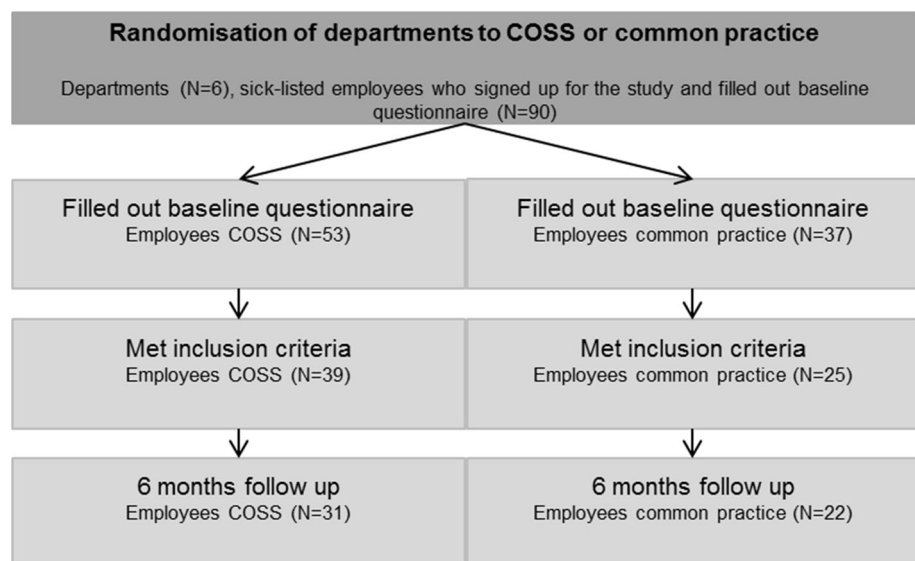 Randomisation of departments to COSS or common practice
Departments (N=6), sick-listed employees who signed up for the study and filled out baseline
questionnaire (N=90)
Filled out baseline questionnaire
Employees COSS (N=53)
Filled out baseline questionnaire
Employees common practice (N=37)
Met inclusion criteria
Employees COSS (N=39)
Met inclusion criteria
Employees common practice (N=25)
6 months follow up
Employees COSS (N=31)
6 months follow up
Employees common practice (N=22)